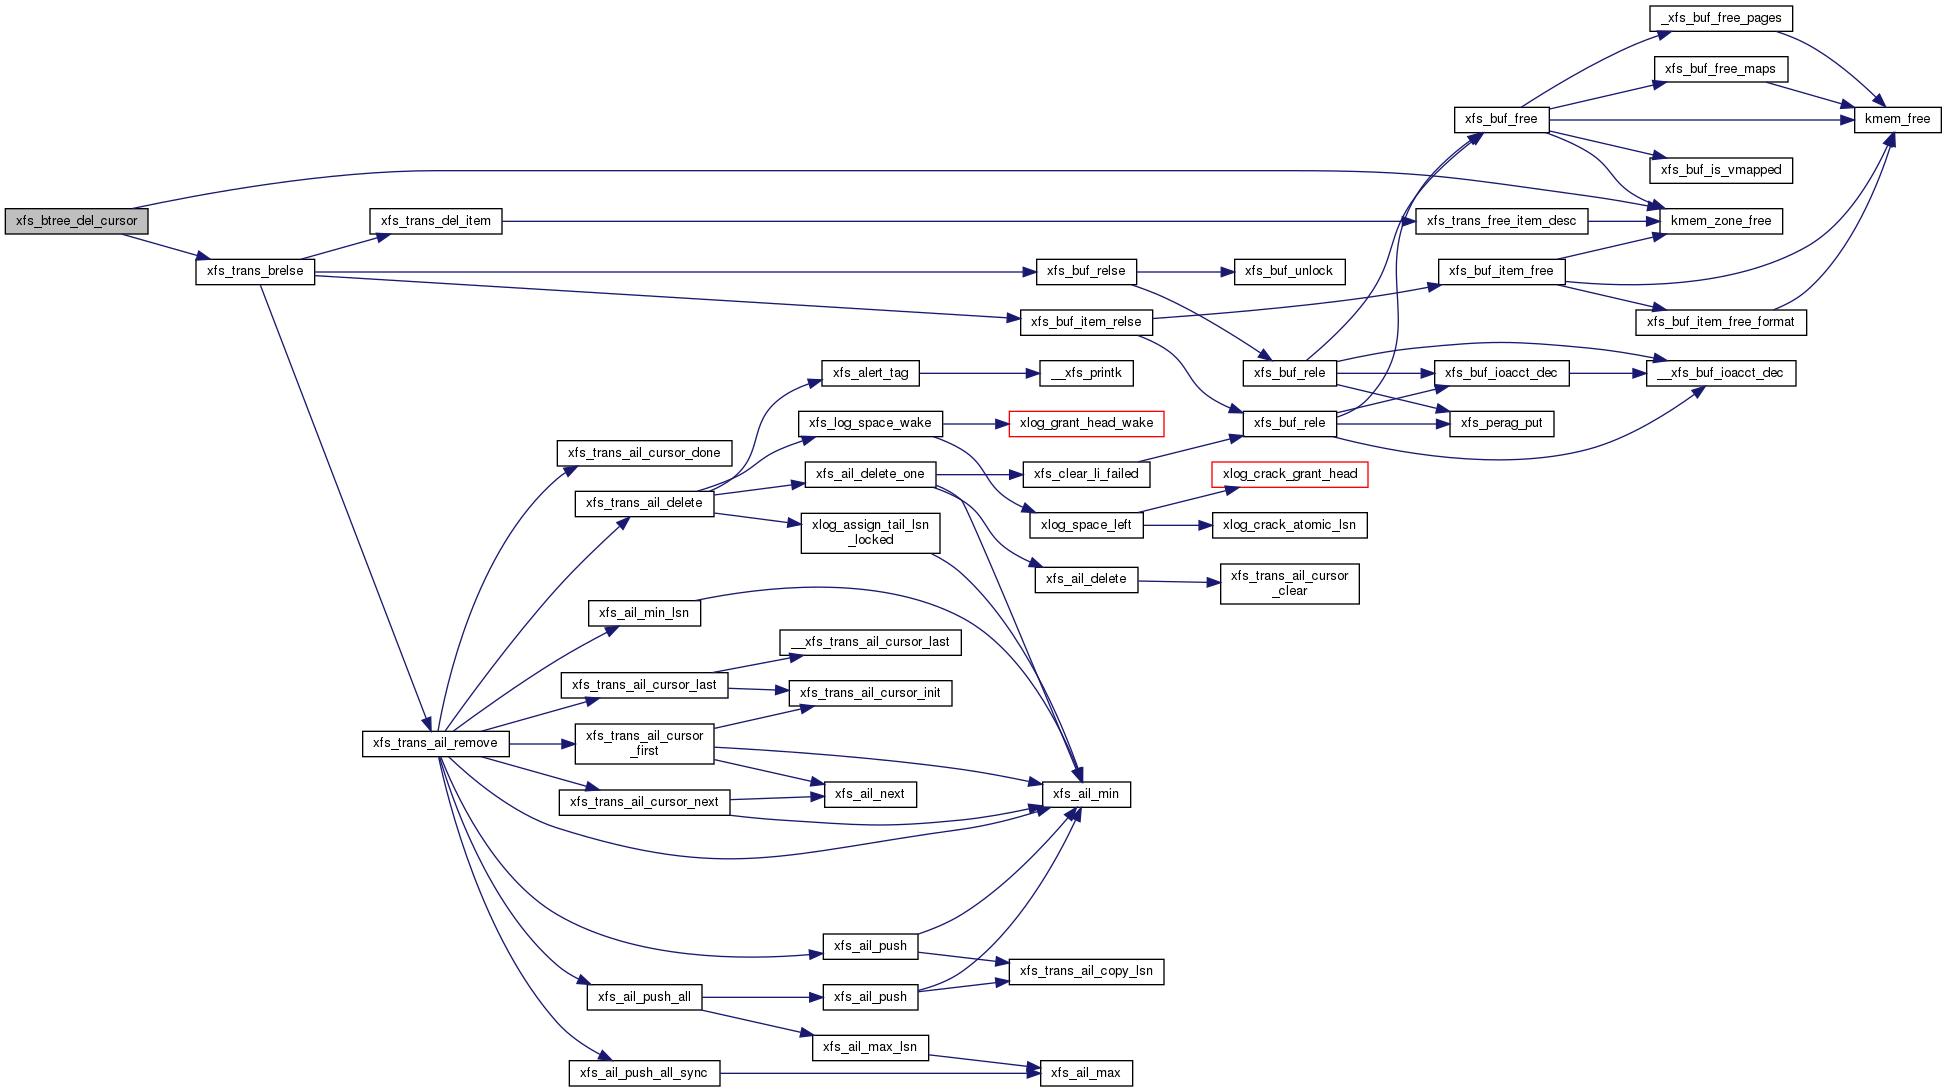 _xfs_buf_free_pages
xfs_buf_free_maps
xfs_buf_free
kmem_free
xfs_buf_is_vmapped
xfs_btree_del_cursor
xfs_trans_del_item
xfs_trans_free_item_desc
kmem_zone_free
xfs_trans_brelse
xfs_buf_relse
xfs_buf_unlock
xfs_buf_item_free
xfs_buf_item_relse
xfs_buf_item_free_format
xfs_alert_tag
__xfs_printk
xfs_buf_rele
xfs_buf_ioacct_dec
__xfs_buf_ioacct_dec
xfs_log_space_wake
xlog_grant_head_wake
xfs_buf_rele
xfs_perag_put
xfs_trans_ail_cursor_done
xfs_ail_delete_one
xfs_clear_li_failed
xlog_crack_grant_head
xfs_trans_ail_delete
xlog_assign_tail_lsn
_locked
xlog_space_left
xlog_crack_atomic_lsn
xfs_ail_delete
xfs_trans_ail_cursor
_clear
xfs_ail_min_lsn
__xfs_trans_ail_cursor_last
xfs_trans_ail_cursor_last
xfs_trans_ail_cursor_init
xfs_trans_ail_remove
xfs_trans_ail_cursor
_first
xfs_trans_ail_cursor_next
xfs_ail_next
xfs_ail_min
xfs_ail_push
xfs_trans_ail_copy_lsn
xfs_ail_push_all
xfs_ail_push
xfs_ail_max_lsn
xfs_ail_push_all_sync
xfs_ail_max